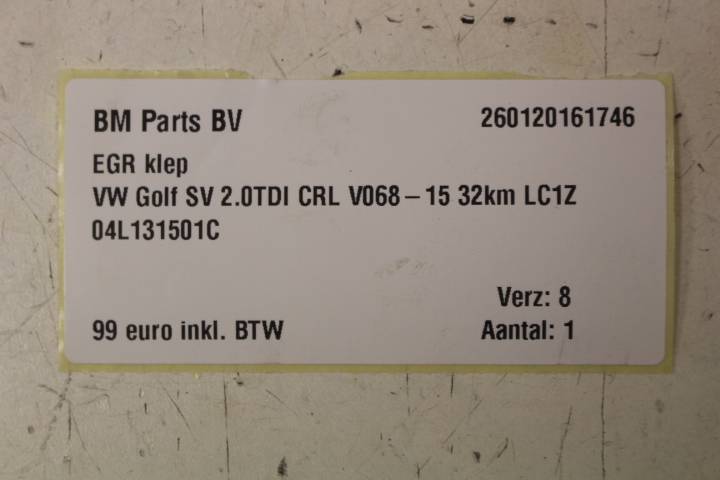 BM Parts BV 260120161746
EGR klep
VW Golf SV 2.0TDI CRL V068 – 15 32km LC1Z
04L131501C
Verz: 8
99 euro inkl. BTW Aantal: 1